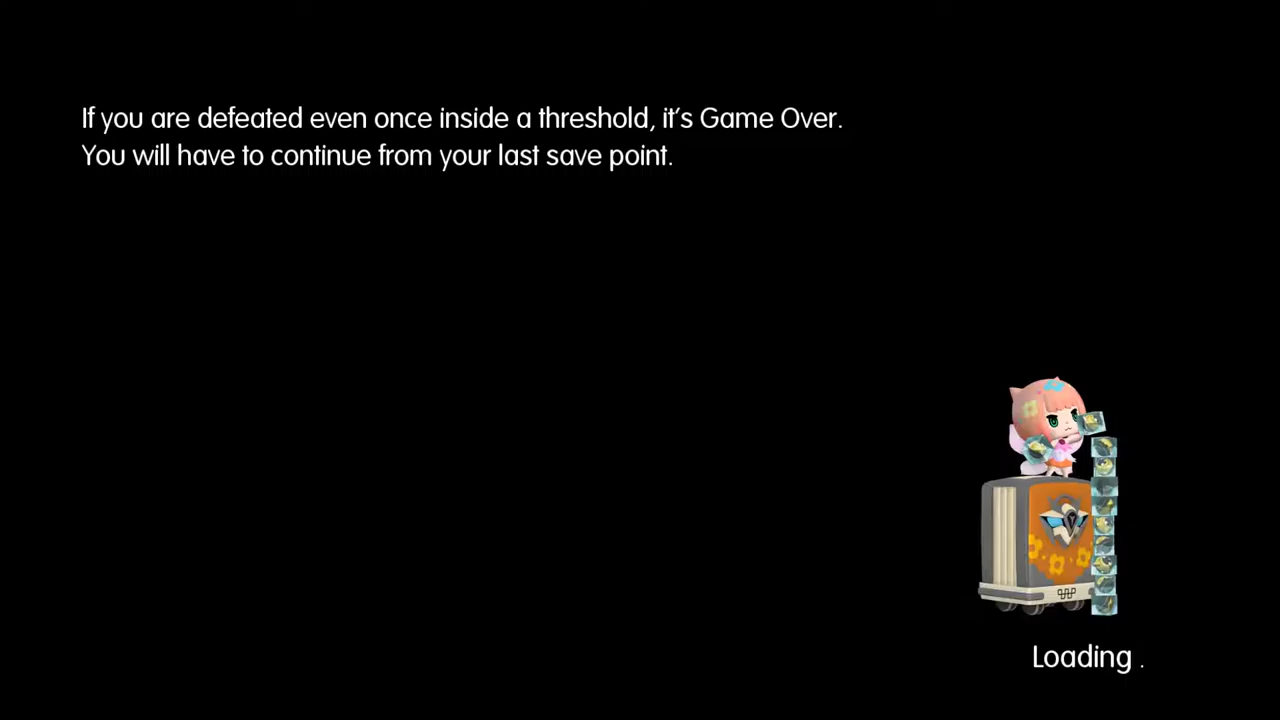 If you are defeated even once inside a threshold, it's Game Over.
You will have to continue from your last save point.
Loading .